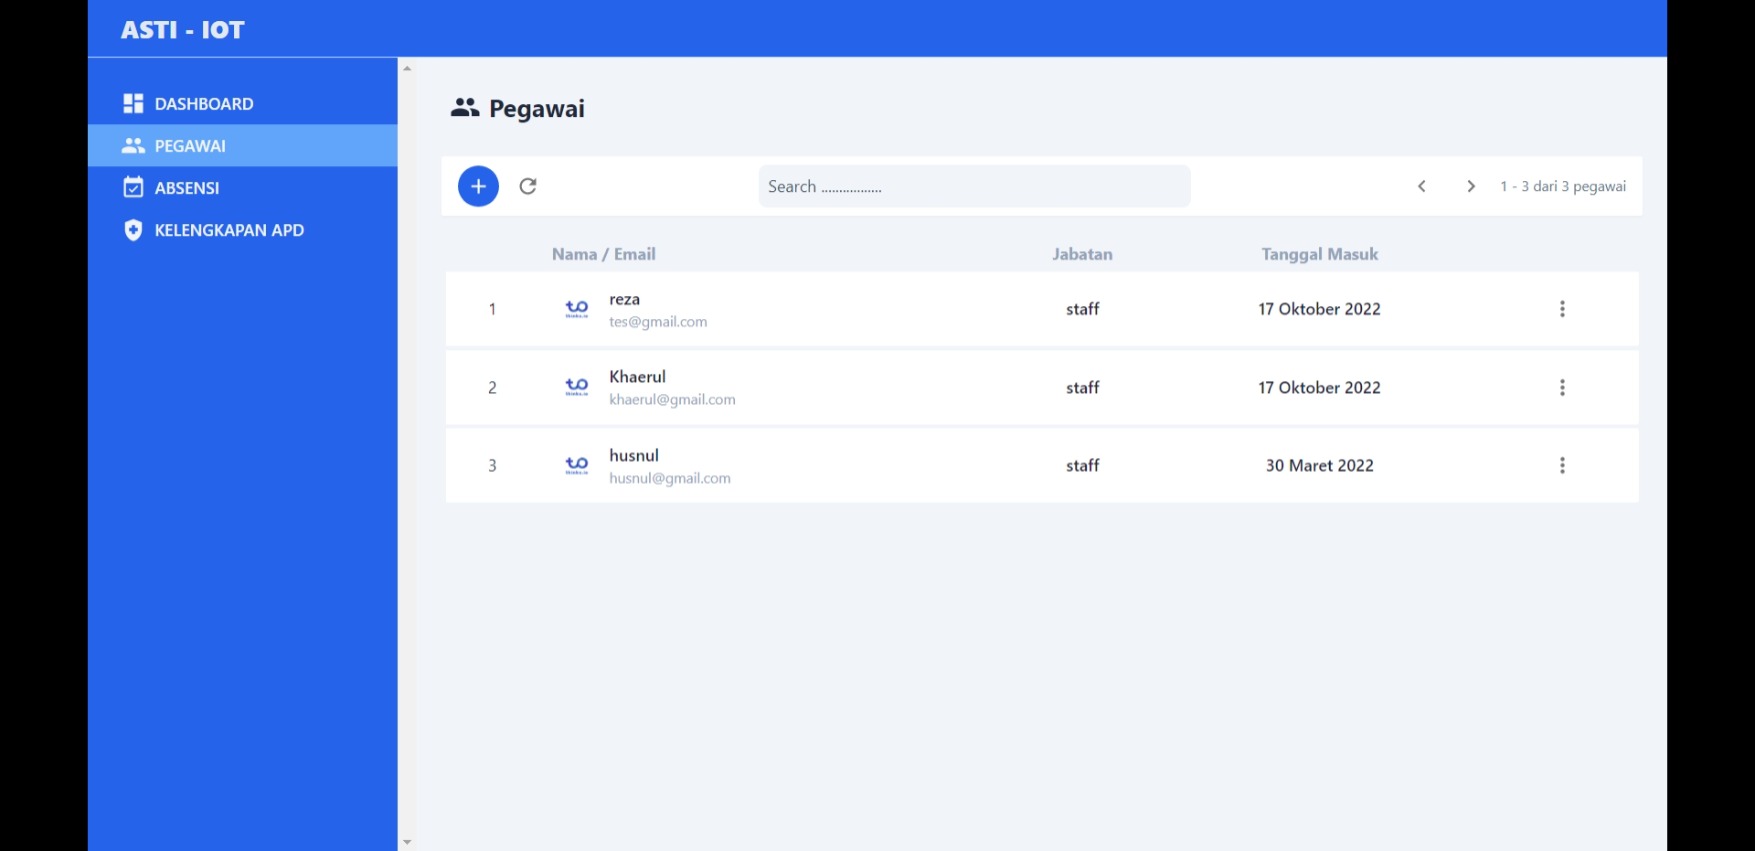 ASTI - IOT
DASHBOARD
PEGAWAI
ABSENSI
KELENGKAPAN APD
Pegawai
Search .................
1 - 3 dari 3 pegawai
Nama / Email Jabatan Tanggal Masuk
1 reza staff 17 Oktober 2022
tes@gmail.com
2 Khaerul staff 17 Oktober 2022
khaerul@gmail.com
3 husnul staff 30 Maret 2022
husnul@gmail.com